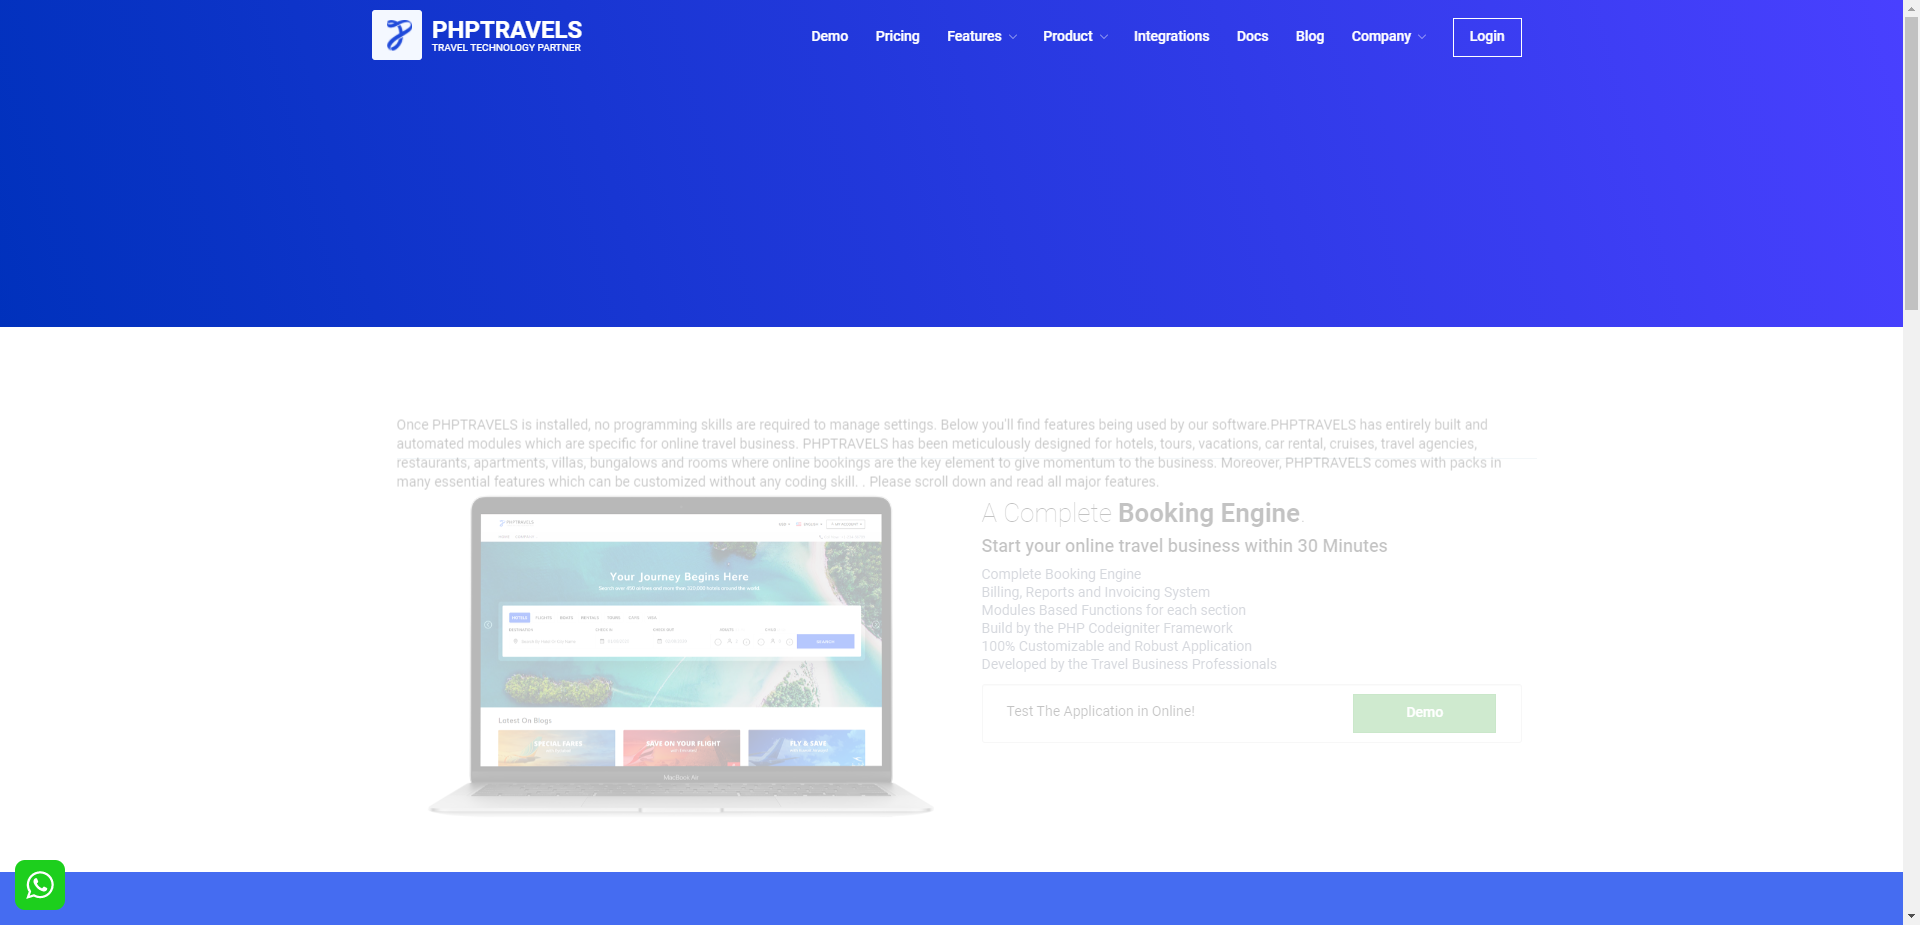 PHPTRAVELS
TRAVEL TECHNOLOGY PARTNER
Demo Pricing Features Product Integrations Docs Blog Company Login
Once PHPTRAVELS is installed, no programming skills are required to manage settings. Below you'll find features being used by our software.PHPTRAVELS has entirely built and
automated modules which are specific for online travel business. PHPTRAVELS has been meticulously designed for hotels, tours, vacations, car rental, cruises, travel agencies,
restaurants, apartments, villas, bungalows and rooms where online bookings are the key element to give momentum to the business. Moreover, PHPTRAVELS comes with packs in
many essential features which can be customized without any coding skill. . Please scroll down and read all major features.
PHPTRAVELS
Your Journey Begins Here
HOTELS FLIGHTS BOATS RENTALS TOURS CARS VISA
SEARCH
Latest On Blogs
SPECIAL FARES
SAVE ON YOUR FLIGHT
FLY & SAVE
MacBook Air
A Complete Booking Engine.
Start your online travel business within 30 Minutes
Complete Booking Engine
Billing, Reports and Invoicing System
Modules Based Functions for each section
Build by the PHP Codeigniter Framework
100% Customizable and Robust Application
Developed by the Travel Business Professionals
Test The Application in Online!
Demo